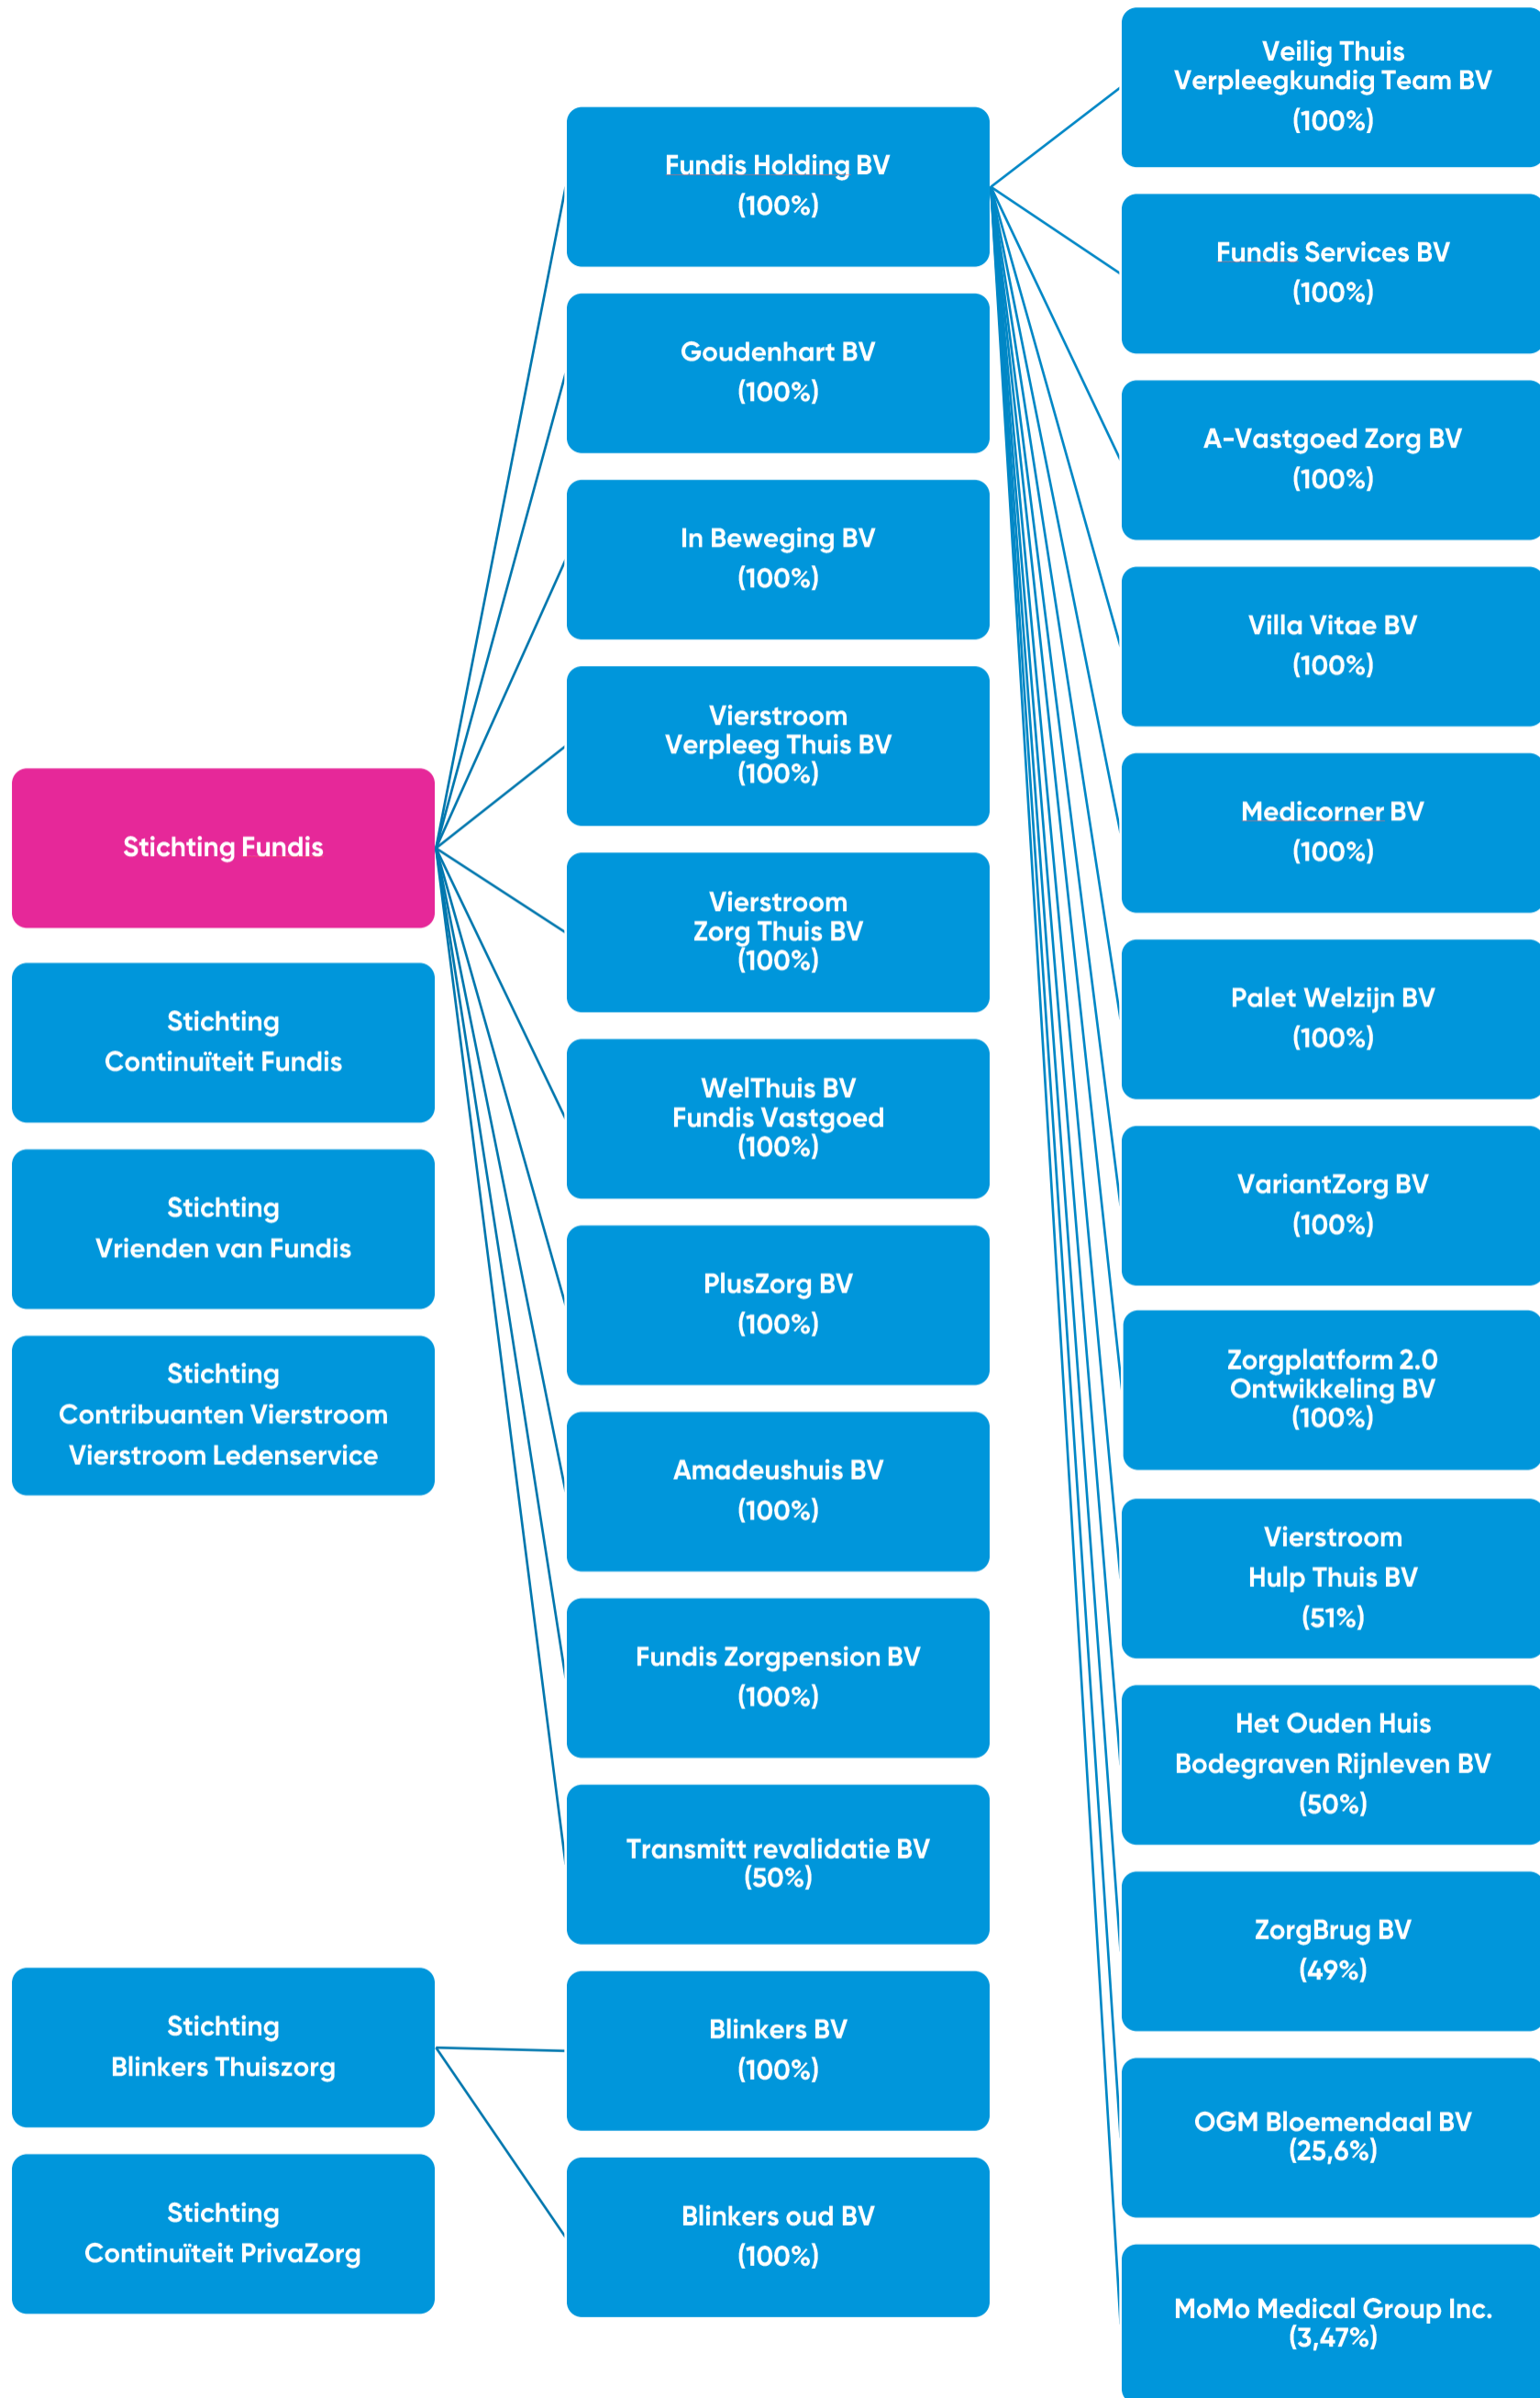 Stichting Fundis
Stichting
Continuïteit Fundis
Stichting
Vrienden van Fundis
Stichting
Contribuanten Vierstroom
Vierstroom Ledenservice
Stichting
Blinkers Thuiszorg
Stichting
Continuïteit PrivaZorg
Fundis Holding BV
(100%)
Goudenhart BV
(100%)
In Beweging BV
(100%)
Vierstroom
Verpleeg Thuis BV
(100%)
Vierstroom
Zorg Thuis BV
(100%)
WelThuis BV
Fundis Vastgoed
(100%)
PlusZorg BV
(100%)
Amadeushuis BV
(100%)
Fundis Zorgpension BV
(100%)
Transmitt revalidatie BV
(50%)
Blinkers BV
(100%)
Blinkers oud BV
(100%)
Veilig Thuis
Verpleegkundig Team BV
(100%)
Fundis Services BV
(100%)
A-Vastgoed Zorg BV
(100%)
Villa Vitae BV
(100%)
Medicorner BV
(100%)
Palet Welzijn BV
(100%)
VariantZorg BV
(100%)
Zorgplatform 2.0
Ontwikkeling BV
(100%)
Vierstroom
Hulp Thuis BV
(51%)
Het Ouden Huis
Bodegraven Rijnleven BV
(50%)
ZorgBrug BV
(49%)
OGM Bloemendaal BV
(25,6%)
MoMo Medical Group Inc.
(3,47%)